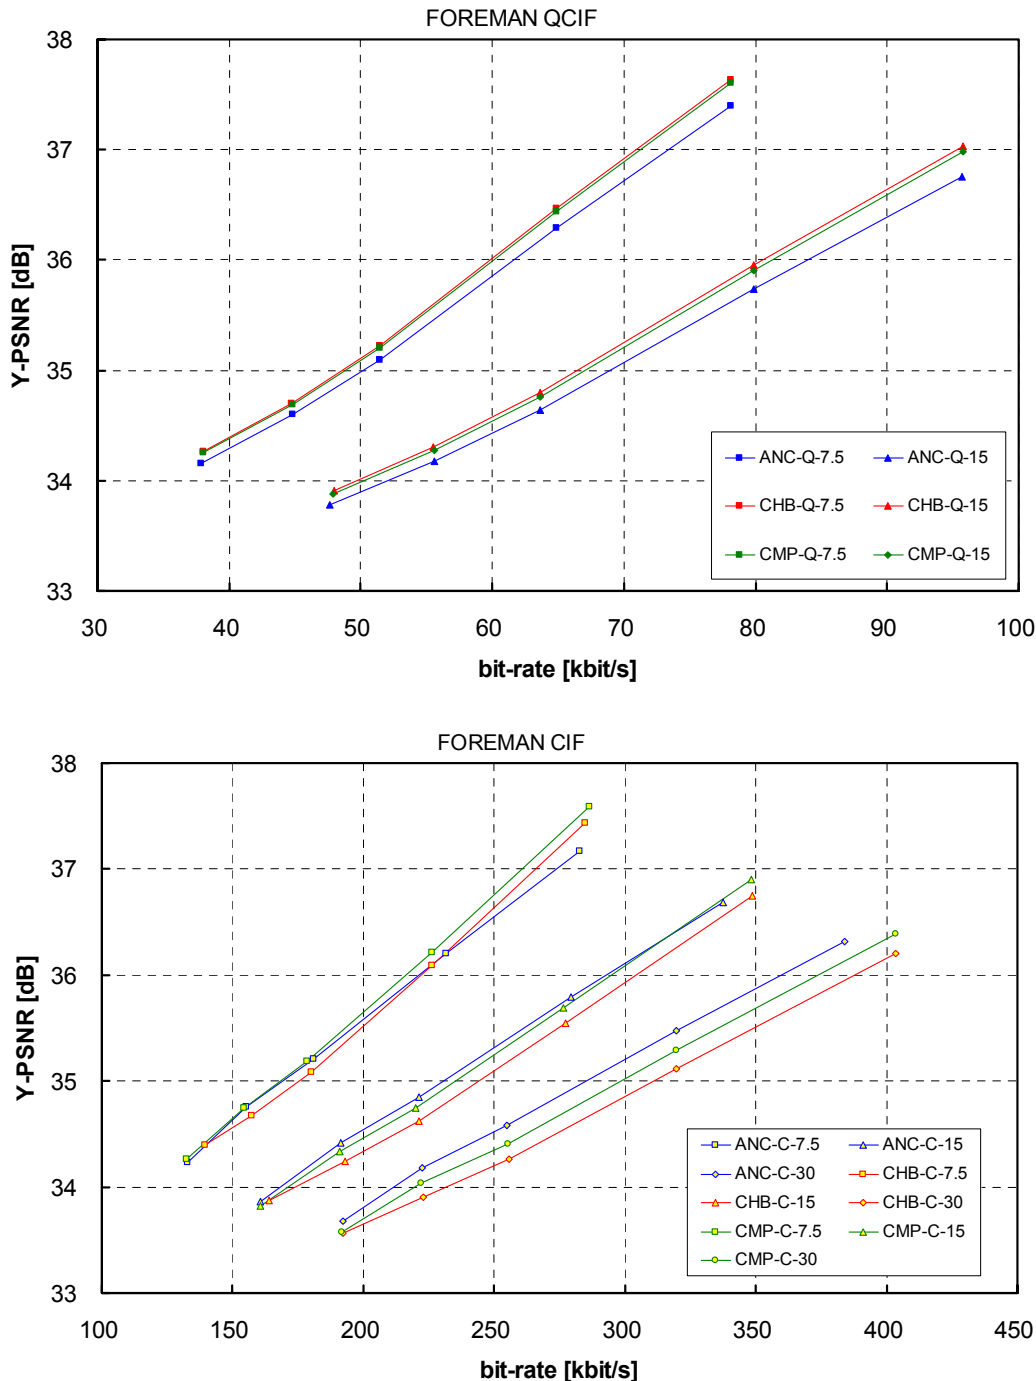 FOREMAN QCIF
38
37
36
35
34
33
Y-PSNR [dB]
ANC-Q-7.5 ANC-Q-15
CHB-Q-7.5 CHB-Q-15
CMP-Q-7.5 CMP-Q-15
30 50 60 70 80 90 100
bit-rate [kbit/s]
FOREMAN CIF
38
37
36
35
34
33
Y-PSNR [dB]
ANC-C-7.5 ANC-C-15
ANC-C-30 CHB-C-7.5
CHB-C-15 CHB-C-30
CMP-C-7.5 CMP-C-15
CMP-C-30
100 150 200 250 300 350 400 450
bit-rate [kbit/s]